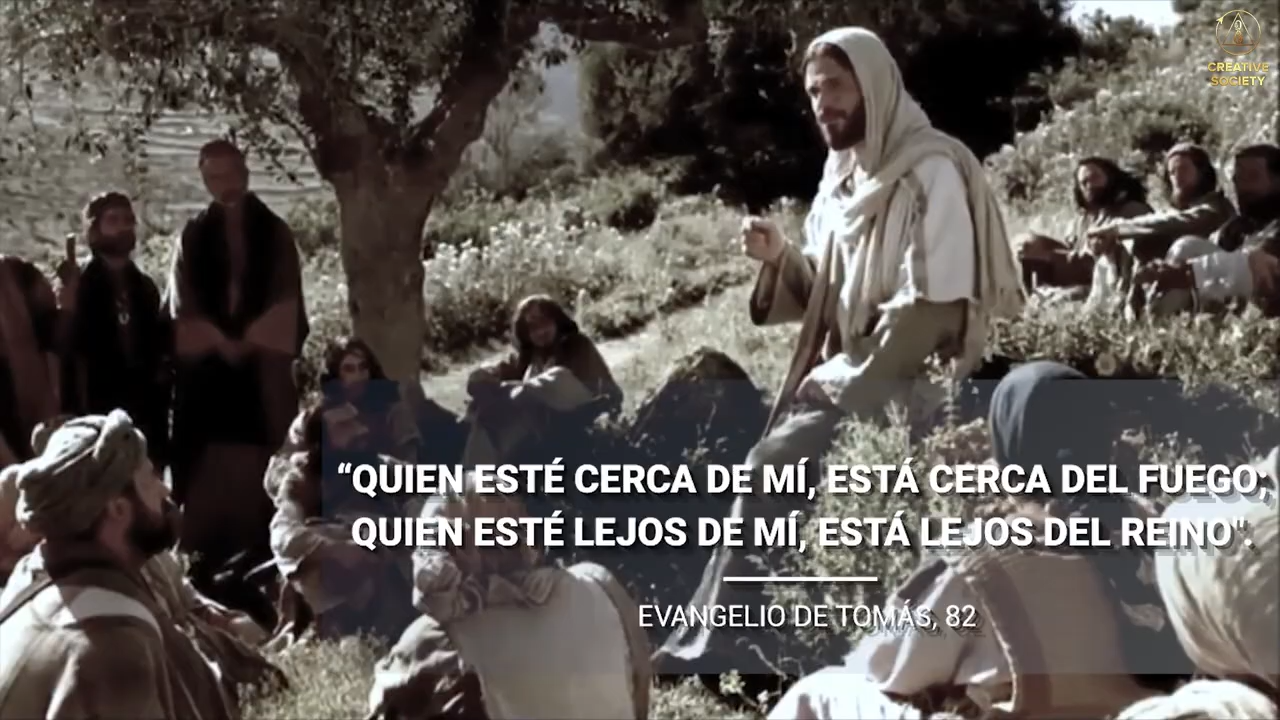 CREATIVE
SOCIETY
“QUIEN ESTÉ CERCA DE MÍ, ESTÁ CERCA DEL FUEGO;
QUIEN ESTÉ LEJOS DE MÍ, ESTÁ LEJOS DEL REINO".
EVANGELIO DE TOMÁS, 82